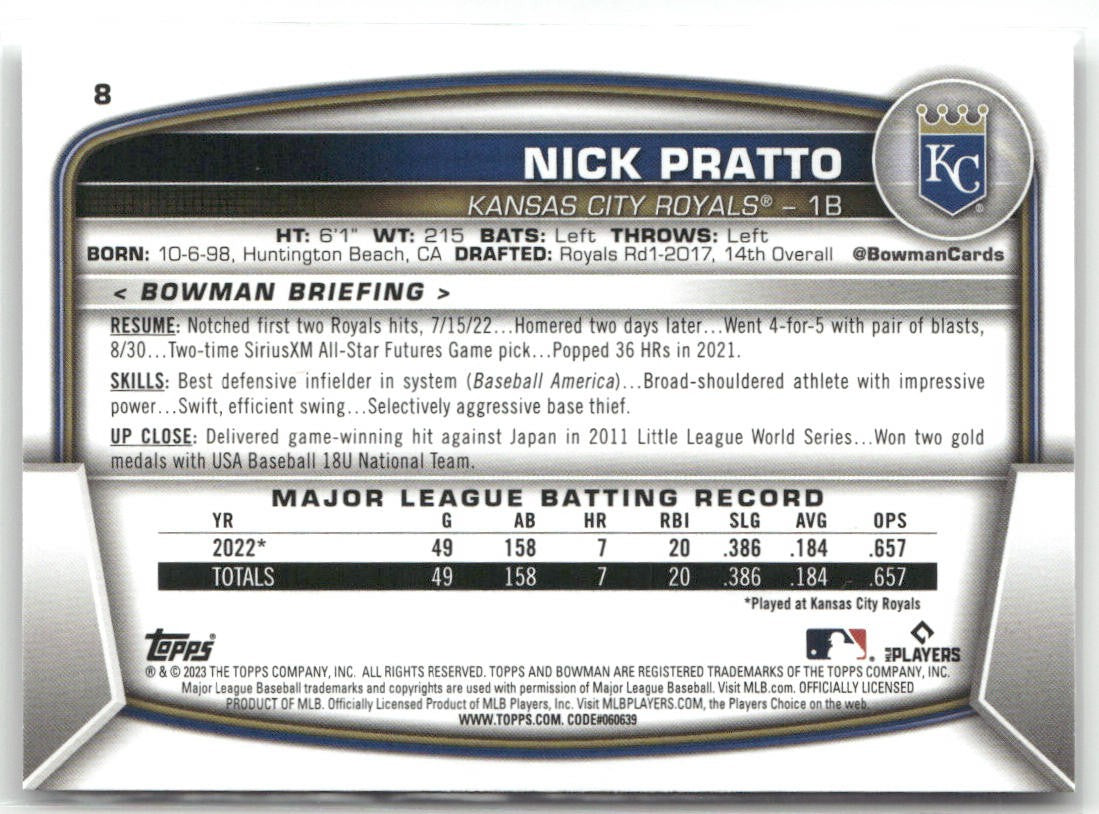 8
NICK PRATTO
KC
®
KANSAS CITY ROYALS® – 1B
HT: 6'1" WT: 215 BATS: Left THROWS: Left
BORN: 10-6-98, Huntington Beach, CA DRAFTED: Royals Rd1-2017, 14th Overall @BowmanCards
< BOWMAN BRIEFING >
RESUME: Notched first two Royals hits, 7/15/22...Homered two days later...Went 4-for-5 with pair of blasts,
8/30...Two-time SiriusXM All-Star Futures Game pick...Popped 36 HRs in 2021.
SKILLS: Best defensive infielder in system (Baseball America)...Broad-shouldered athlete with impressive
power...Swift, efficient swing...Selectively aggressive base thief.
UP CLOSE: Delivered game-winning hit against Japan in 2011 Little League World Series...Won two gold
medals with USA Baseball 18U National Team.
MAJOR LEAGUE BATTING RECORD
YR G AB HR RBI SLG AVG OPS
2022* 49 158 7 20 .386 .184 .657
TOTALS 49 158 7 20 .386 .184 .657
*Played at Kansas City Royals
Topps® MLB PLAYERS
® & © 2023 THE TOPPS COMPANY, INC. ALL RIGHTS RESERVED. TOPPS AND BOWMAN ARE REGISTERED TRADEMARKS OF THE TOPPS COMPANY, INC.
Major League Baseball trademarks and copyrights are used with permission of Major League Baseball. Visit MLB.com. OFFICIALLY LICENSED
PRODUCT OF MLB. Officially Licensed Product of MLB Players, Inc. Visit MLBPLAYERS.COM, the Players Choice on the web.
WWW.TOPPS.COM. CODE#060639